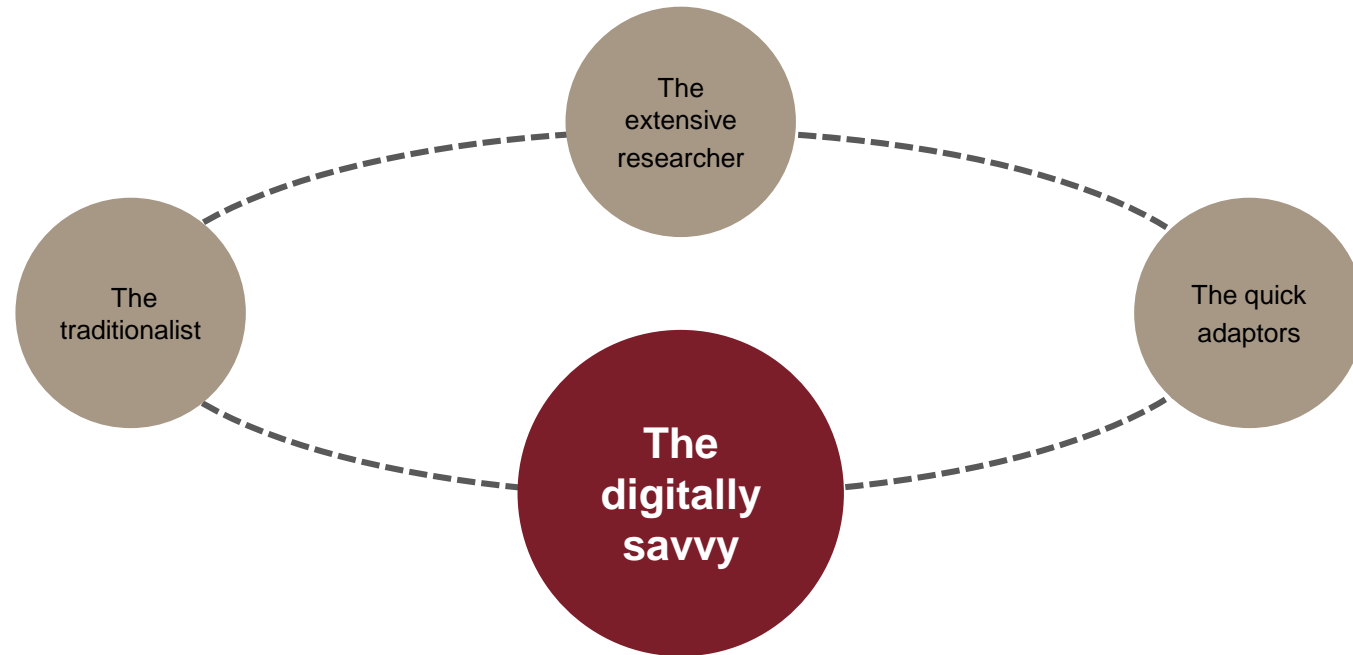 The
extensive
researcher
The
traditionalist
The quick
adaptors
The
digitally
savvy